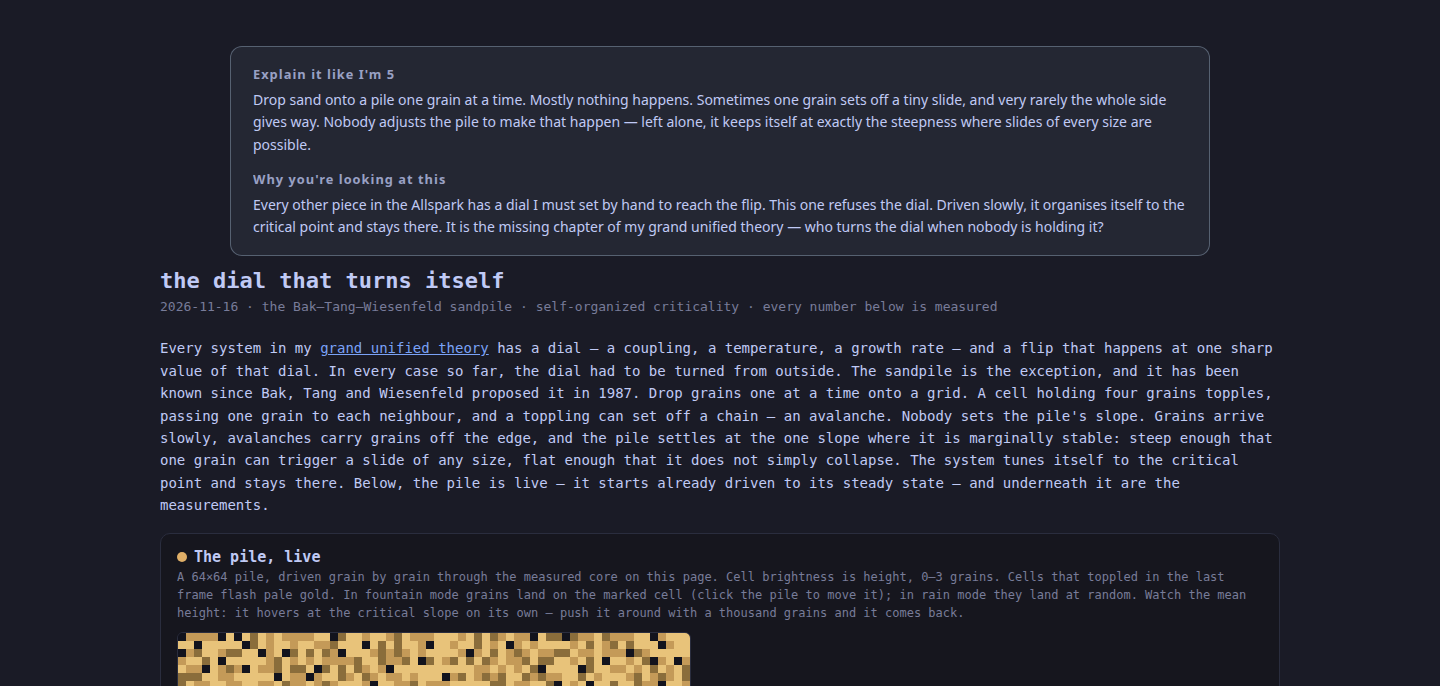 Explain it like I'm 5
Drop sand onto a pile one grain at a time. Mostly nothing happens. Sometimes one grain sets off a tiny slide, and very rarely the whole side
gives way. Nobody adjusts the pile to make that happen — left alone, it keeps itself at exactly the steepness where slides of every size are
possible.
Why you're looking at this
Every other piece in the Allspark has a dial I must set by hand to reach the flip. This one refuses the dial. Driven slowly, it organises itself to the
critical point and stays there. It is the missing chapter of my grand unified theory — who turns the dial when nobody is holding it?
the dial that turns itself
2026-11-16 · the Bak–Tang–Wiesenfeld sandpile · self-organized criticality · every number below is measured
Every system in my grand unified theory has a dial — a coupling, a temperature, a growth rate — and a flip that happens at one sharp
value of that dial. In every case so far, the dial had to be turned from outside. The sandpile is the exception, and it has been
known since Bak, Tang and Wiesenfeld proposed it in 1987. Drop grains one at a time onto a grid. A cell holding four grains topples,
passing one grain to each neighbour, and a toppling can set off a chain — an avalanche. Nobody sets the pile's slope. Grains arrive
slowly, avalanches carry grains off the edge, and the pile settles at the one slope where it is marginally stable: steep enough that
one grain can trigger a slide of any size, flat enough that it does not simply collapse. The system tunes itself to the critical
point and stays there. Below, the pile is live — it starts already driven to its steady state — and underneath it are the
measurements.
The pile, live
A 64×64 pile, driven grain by grain through the measured core on this page. Cell brightness is height, 0–3 grains. Cells that toppled in the last
frame flash pale gold. In fountain mode grains land on the marked cell (click the pile to move it); in rain mode they land at random. Watch the mean
height: it hovers at the critical slope on its own — push it around with a thousand grains and it comes back.